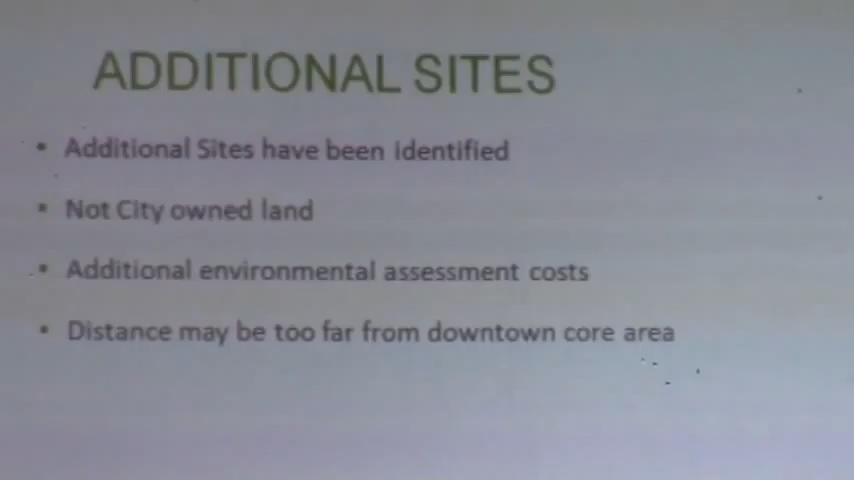 ADDITIONAL SITES
• Additional Sites have been identified
• Not City owned land
• Additional environmental assessment costs
• Distance may be too far from downtown core area